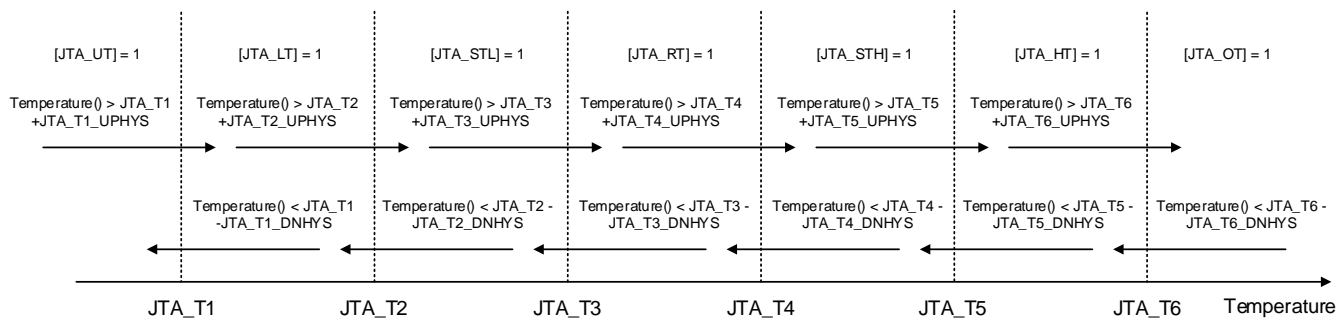 [JTA_UT] = 1
[JTA_LT] = 1
[JTA_STL] = 1
[JTA_RT] = 1
[JTA_STH] = 1
[JTA_HT] = 1
[JTA_OT] = 1
Temperature() > JTA_T1
+JTA_T1_UPHYS
Temperature() > JTA_T2
+JTA_T2_UPHYS
Temperature() > JTA_T3
+JTA_T3_UPHYS
Temperature() > JTA_T4
+JTA_T4_UPHYS
Temperature() > JTA_T5
+JTA_T5_UPHYS
Temperature() > JTA_T6
+JTA_T6_UPHYS
Temperature() < JTA_T1
-JTA_T1_DNHYS
Temperature() < JTA_T2 -
JTA_T2_DNHYS
Temperature() < JTA_T3 -
JTA_T3_DNHYS
Temperature() < JTA_T4 -
JTA_T4_DNHYS
Temperature() < JTA_T5 -
JTA_T5_DNHYS
Temperature() < JTA_T6 -
JTA_T6_DNHYS
JTA_T1
JTA_T2
JTA_T3
JTA_T4
JTA_T5
JTA_T6
Temperature